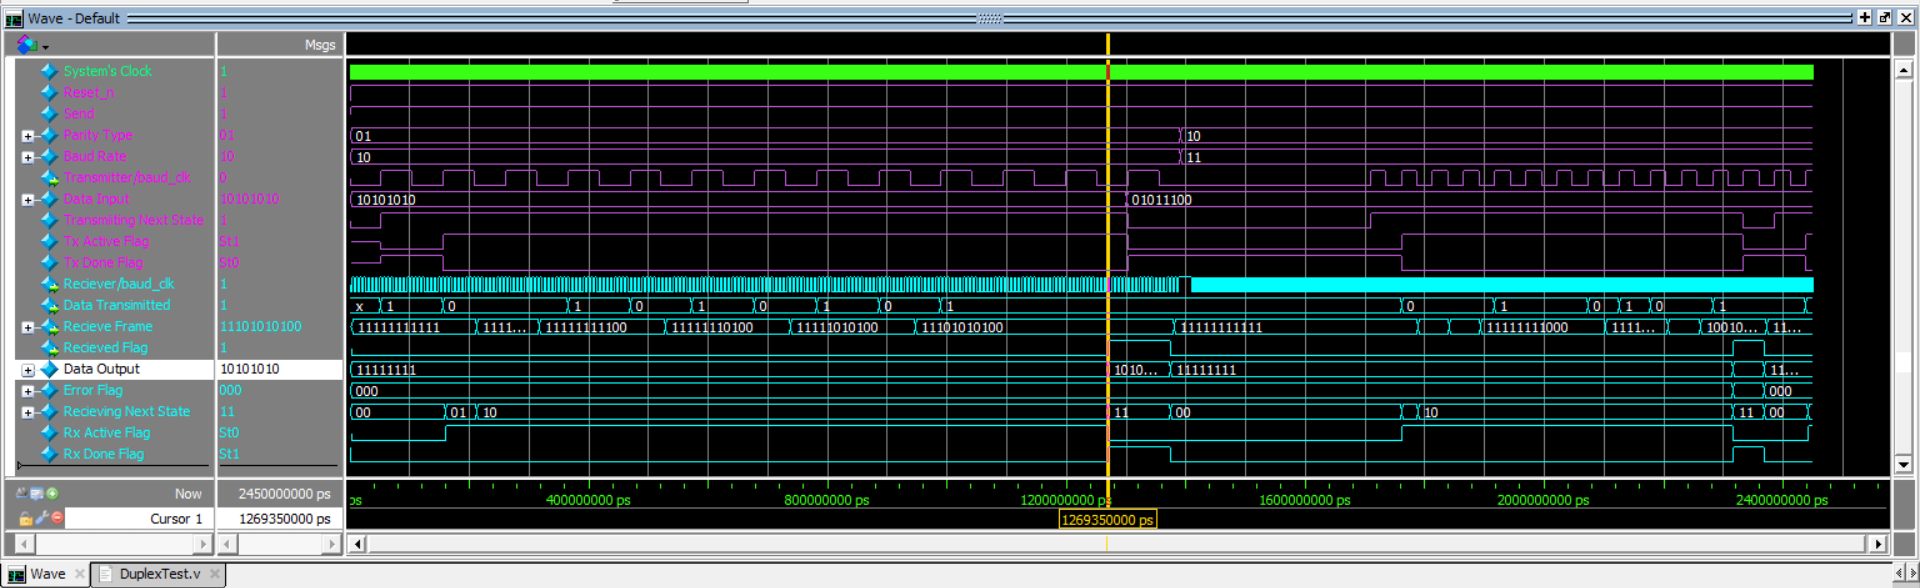 Wave - Default
Msgs
System's Clock 1
Reset_n 1
Send 1
Parity Type 01 01 10
Baud Rate 10 10 11
Transmitter/baud_clk 0
Data Input 10101010 10101010 01011100
Transmiting Next State 1
Tx Active Flag St1
Tx Done Flag St0
Reciever/baud_clk 1
Data Transimitted 1 x 1 0 1 0 1 0 1 0 1 0 1 0 1 0 1
Recieve Frame 11101010100 11111111111 1111... 11111111100 11111110100 11111010100 11101010100 11111111111 11111111000 1111... 10010... 11...
Recieved Flag 1
Data Output 10101010 11111111 1010... 11111111 11...
Error Flag 000 000 000
Recieving Next State 11 00 01 10 11 00 10 11 00
Rx Active Flag St0
Rx Done Flag St1
Now 2450000000 ps ps 400000000 ps 800000000 ps 1200000000 ps 1600000000 ps 2000000000 ps 2400000000 ps
Cursor 1 1269350000 ps 1269350000 ps
Wave DuplexTest.v